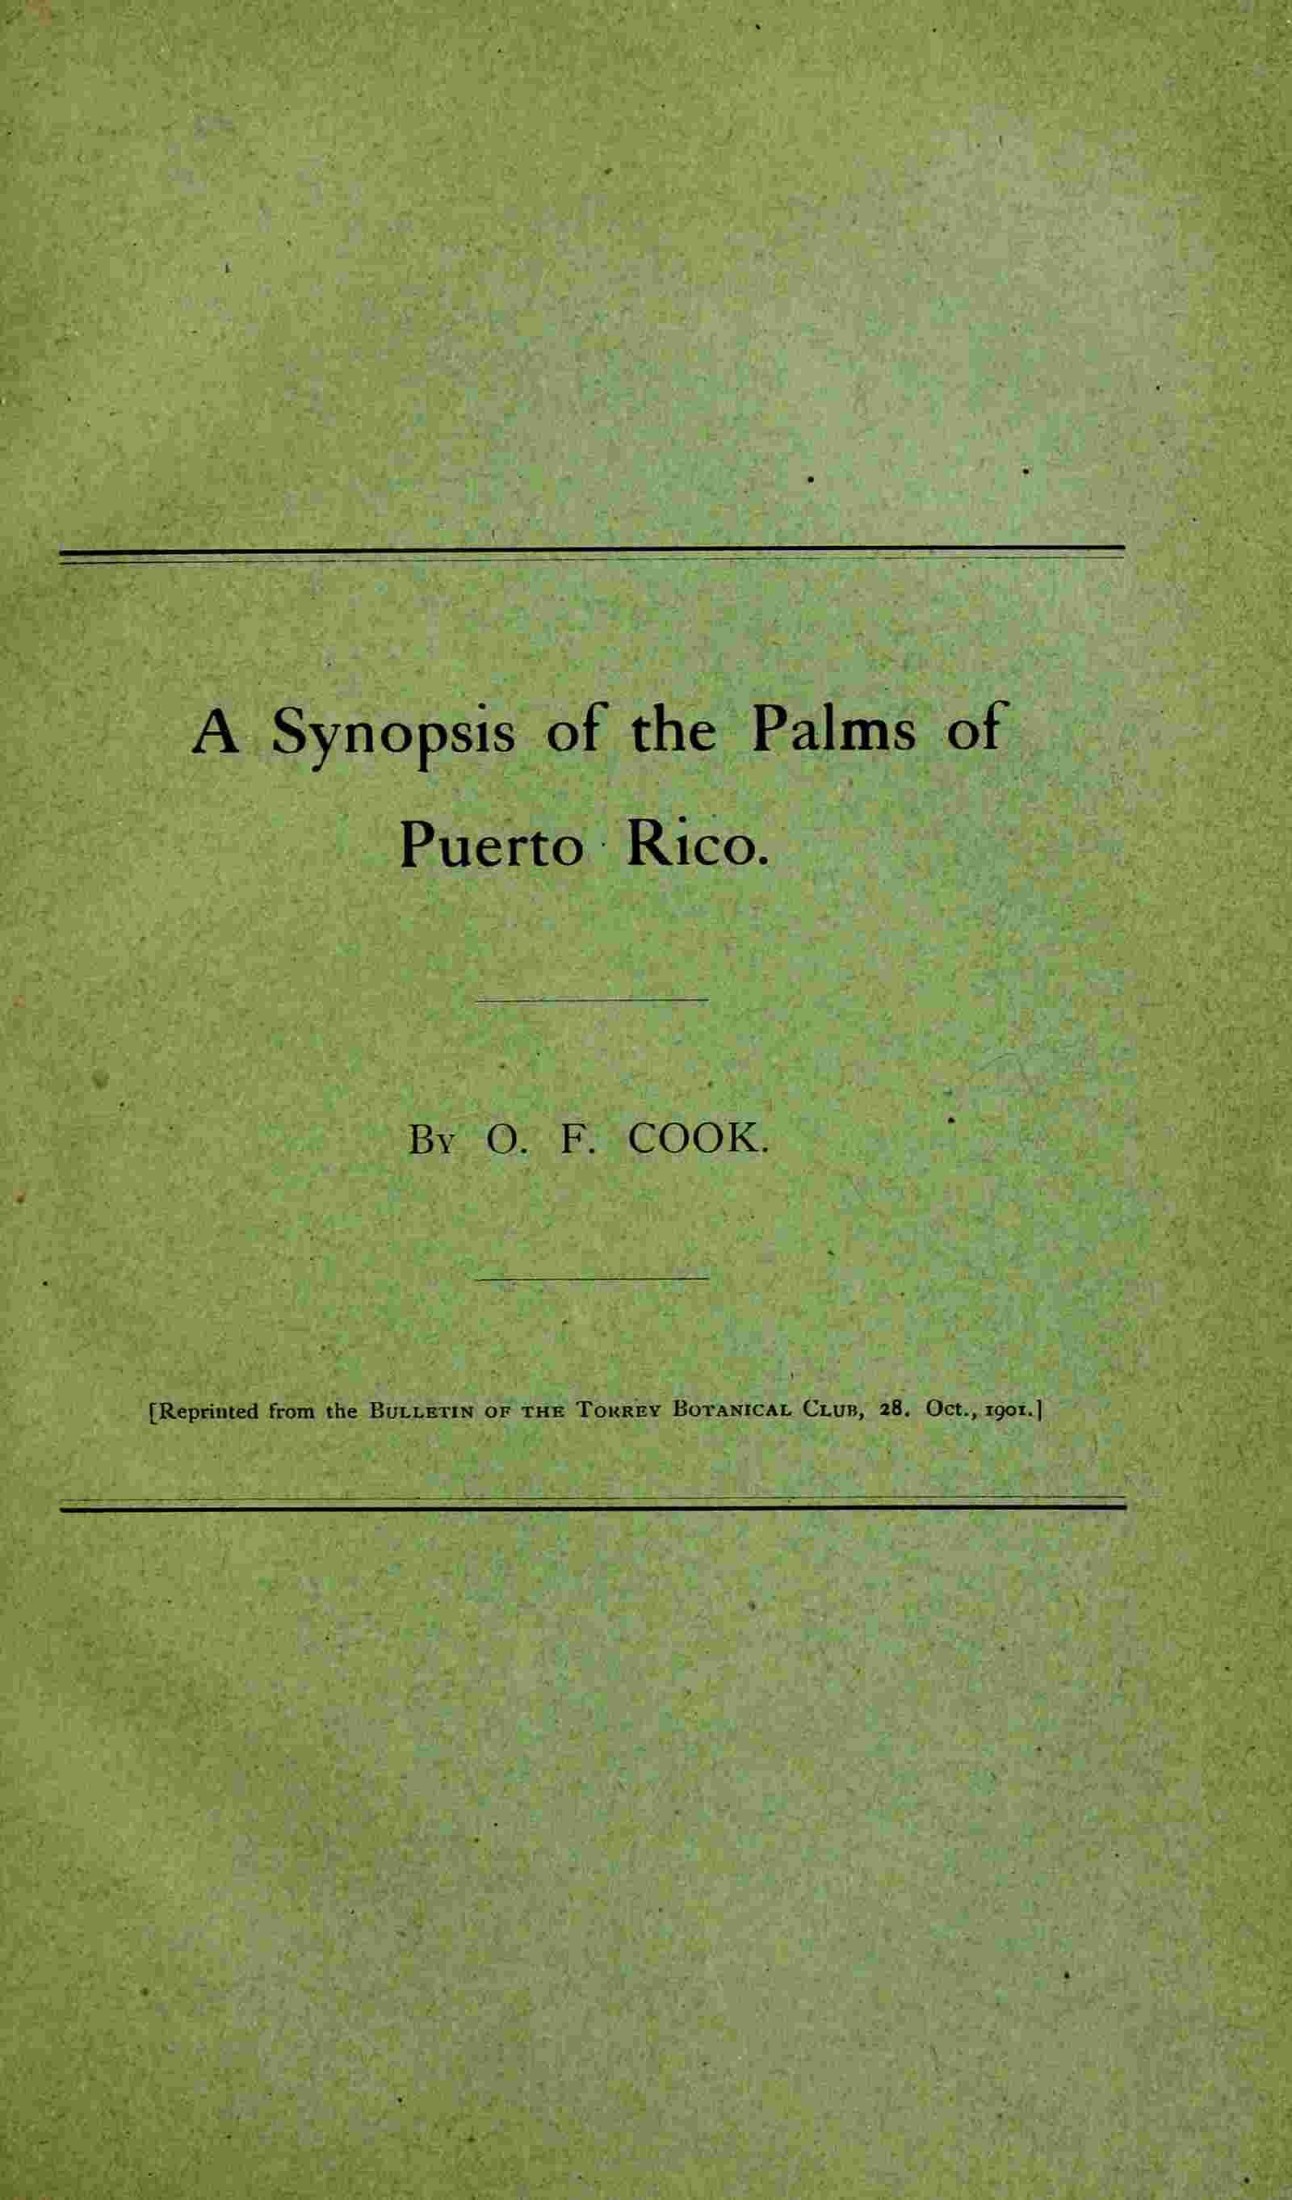 A Synopsis of the Palms of
Puerto Rico.
By O. F. COOK.
[Reprinted from the Bulletin of the Torrey Botanical Club, 28. Oct., 1901.]